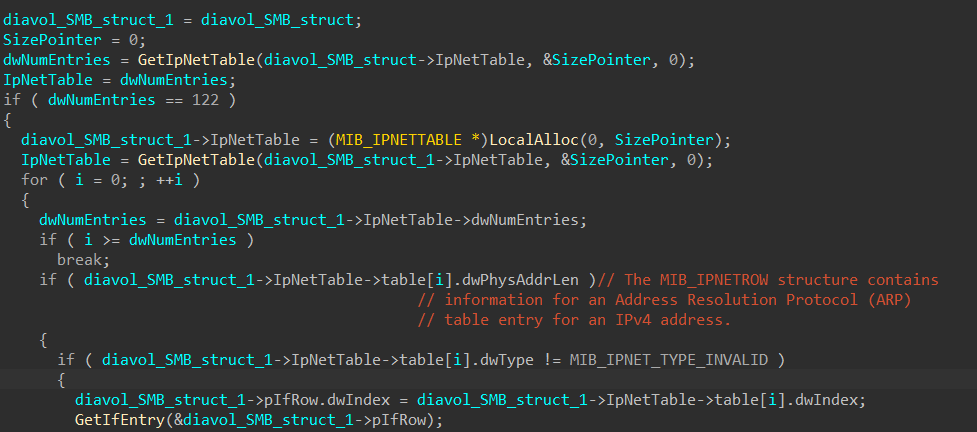 diavol_SMB_struct_1 = diavol_SMB_struct;
SizePointer = 0;
dwNumEntries = GetIpNetTable(diavol_SMB_struct->IpNetTable, &SizePointer, 0);
IpNetTable = dwNumEntries;
if ( dwNumEntries == 122 )
{
  diavol_SMB_struct_1->IpNetTable = (MIB_IPNETTABLE *)LocalAlloc(0, SizePointer);
  IpNetTable = GetIpNetTable(diavol_SMB_struct_1->IpNetTable, &SizePointer, 0);
  for ( i = 0; ; ++i )
  {
    dwNumEntries = diavol_SMB_struct_1->IpNetTable->dwNumEntries;
    if ( i >= dwNumEntries )
      break;
    if ( diavol_SMB_struct_1->IpNetTable->table[i].dwPhysAddrLen )// The MIB_IPNETROW structure contains
                                              // information for an Address Resolution Protocol (ARP)
                                              // table entry for an IPv4 address.
    {
      if ( diavol_SMB_struct_1->IpNetTable->table[i].dwType != MIB_IPNET_TYPE_INVALID )
      {
        diavol_SMB_struct_1->pIfRow.dwIndex = diavol_SMB_struct_1->IpNetTable->table[i].dwIndex;
        GetIfEntry(&diavol_SMB_struct_1->pIfRow);